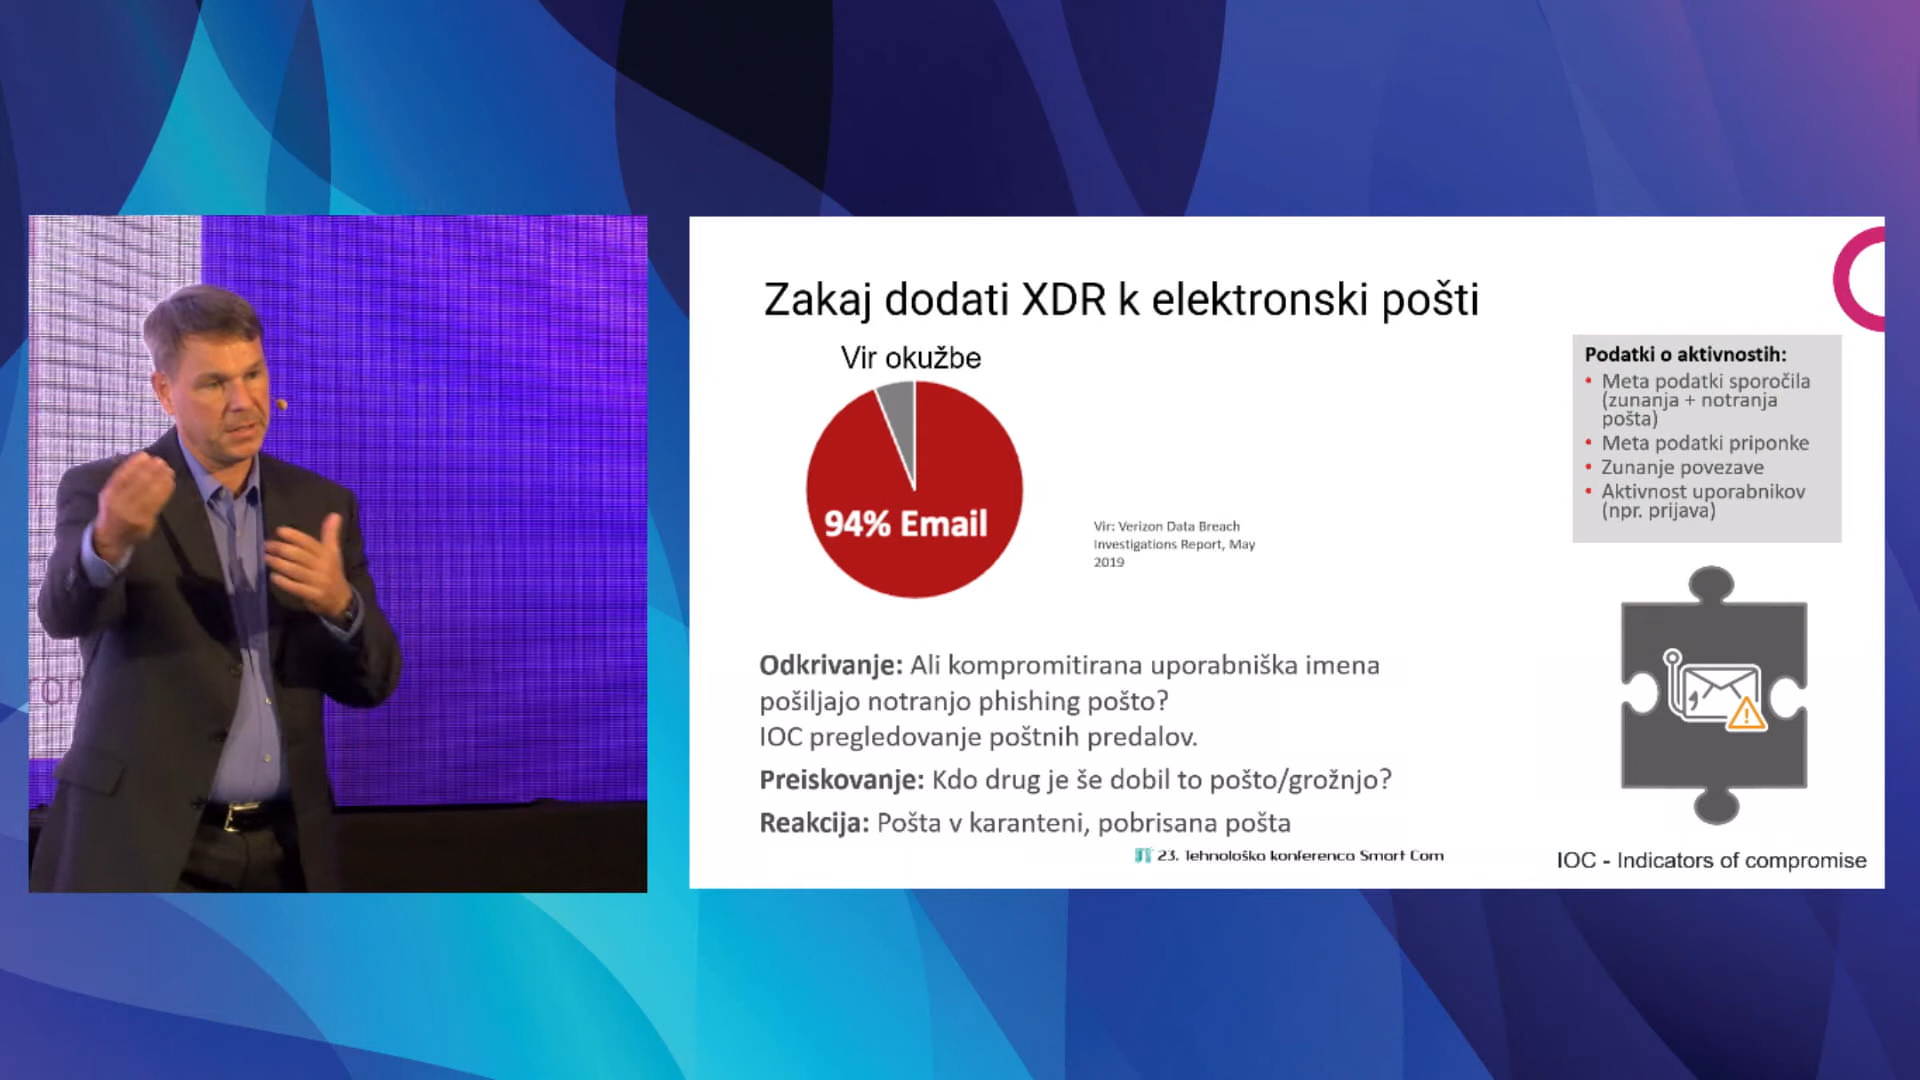 Zakaj dodati XDR k elektronski pošti
Vir okužbe
94% Email
Vir: Verizon Data Breach
Investigations Report, May
2019
Podatki o aktivnostih:
• Meta podatki sporočila
(zunanja + notranja
pošta)
• Meta podatki priponke
• Zunanje povezave
• Aktivnost uporabnikov
(npr. prijava)
Odkrivanje: Ali kompromitirana uporabniška imena
pošiljajo notranjo phishing pošto?
IOC pregledovanje poštnih predalov.
Preiskovanje: Kdo drug je še dobil to pošto/grožnjo?
Reakcija: Pošta v karanteni, pobrisana pošta
23. Tehnološka konferenca Smart Com
IOC - Indicators of compromise